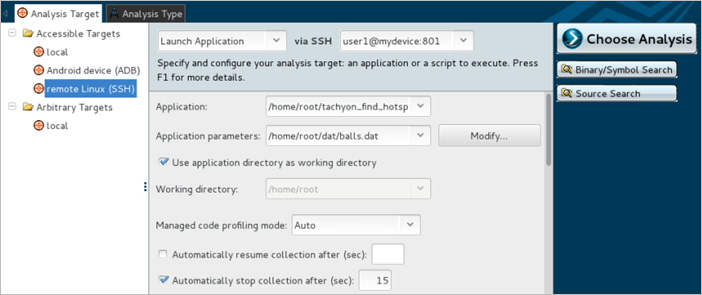 Analysis Target
Analysis Type
Accessible Targets
local
Android device (ADB)
remote Linux (SSH)
Arbitrary Targets
local
Launch Application via SSH user1@mydevice:801
Specify and configure your analysis target: an application or a script to execute. Press
F1 for more details.
Application: /home/root/tachyon_find_hotsp
Application parameters: /home/root/dat/balls.dat Modify...
Use application directory as working directory
Working directory: /home/root
Managed code profiling mode: Auto
Automatically resume collection after (sec):
Automatically stop collection after (sec): 15
Choose Analysis
Binary/Symbol Search
Source Search